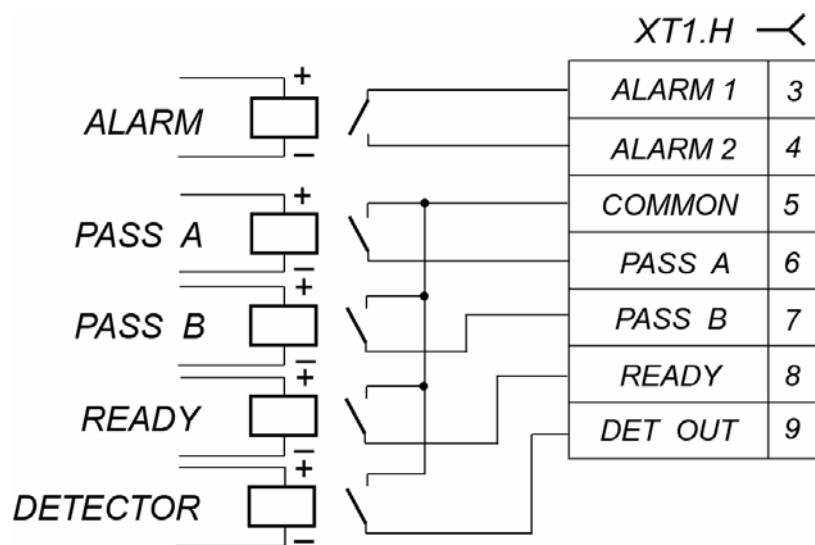 XT1.H
+
ALARM
−
ALARM 1 3
ALARM 2 4
+
PASS A
−
COMMON 5
PASS A 6
+
PASS B
−
PASS B 7
+
READY
−
READY 8
+
DETECTOR
−
DET OUT 9